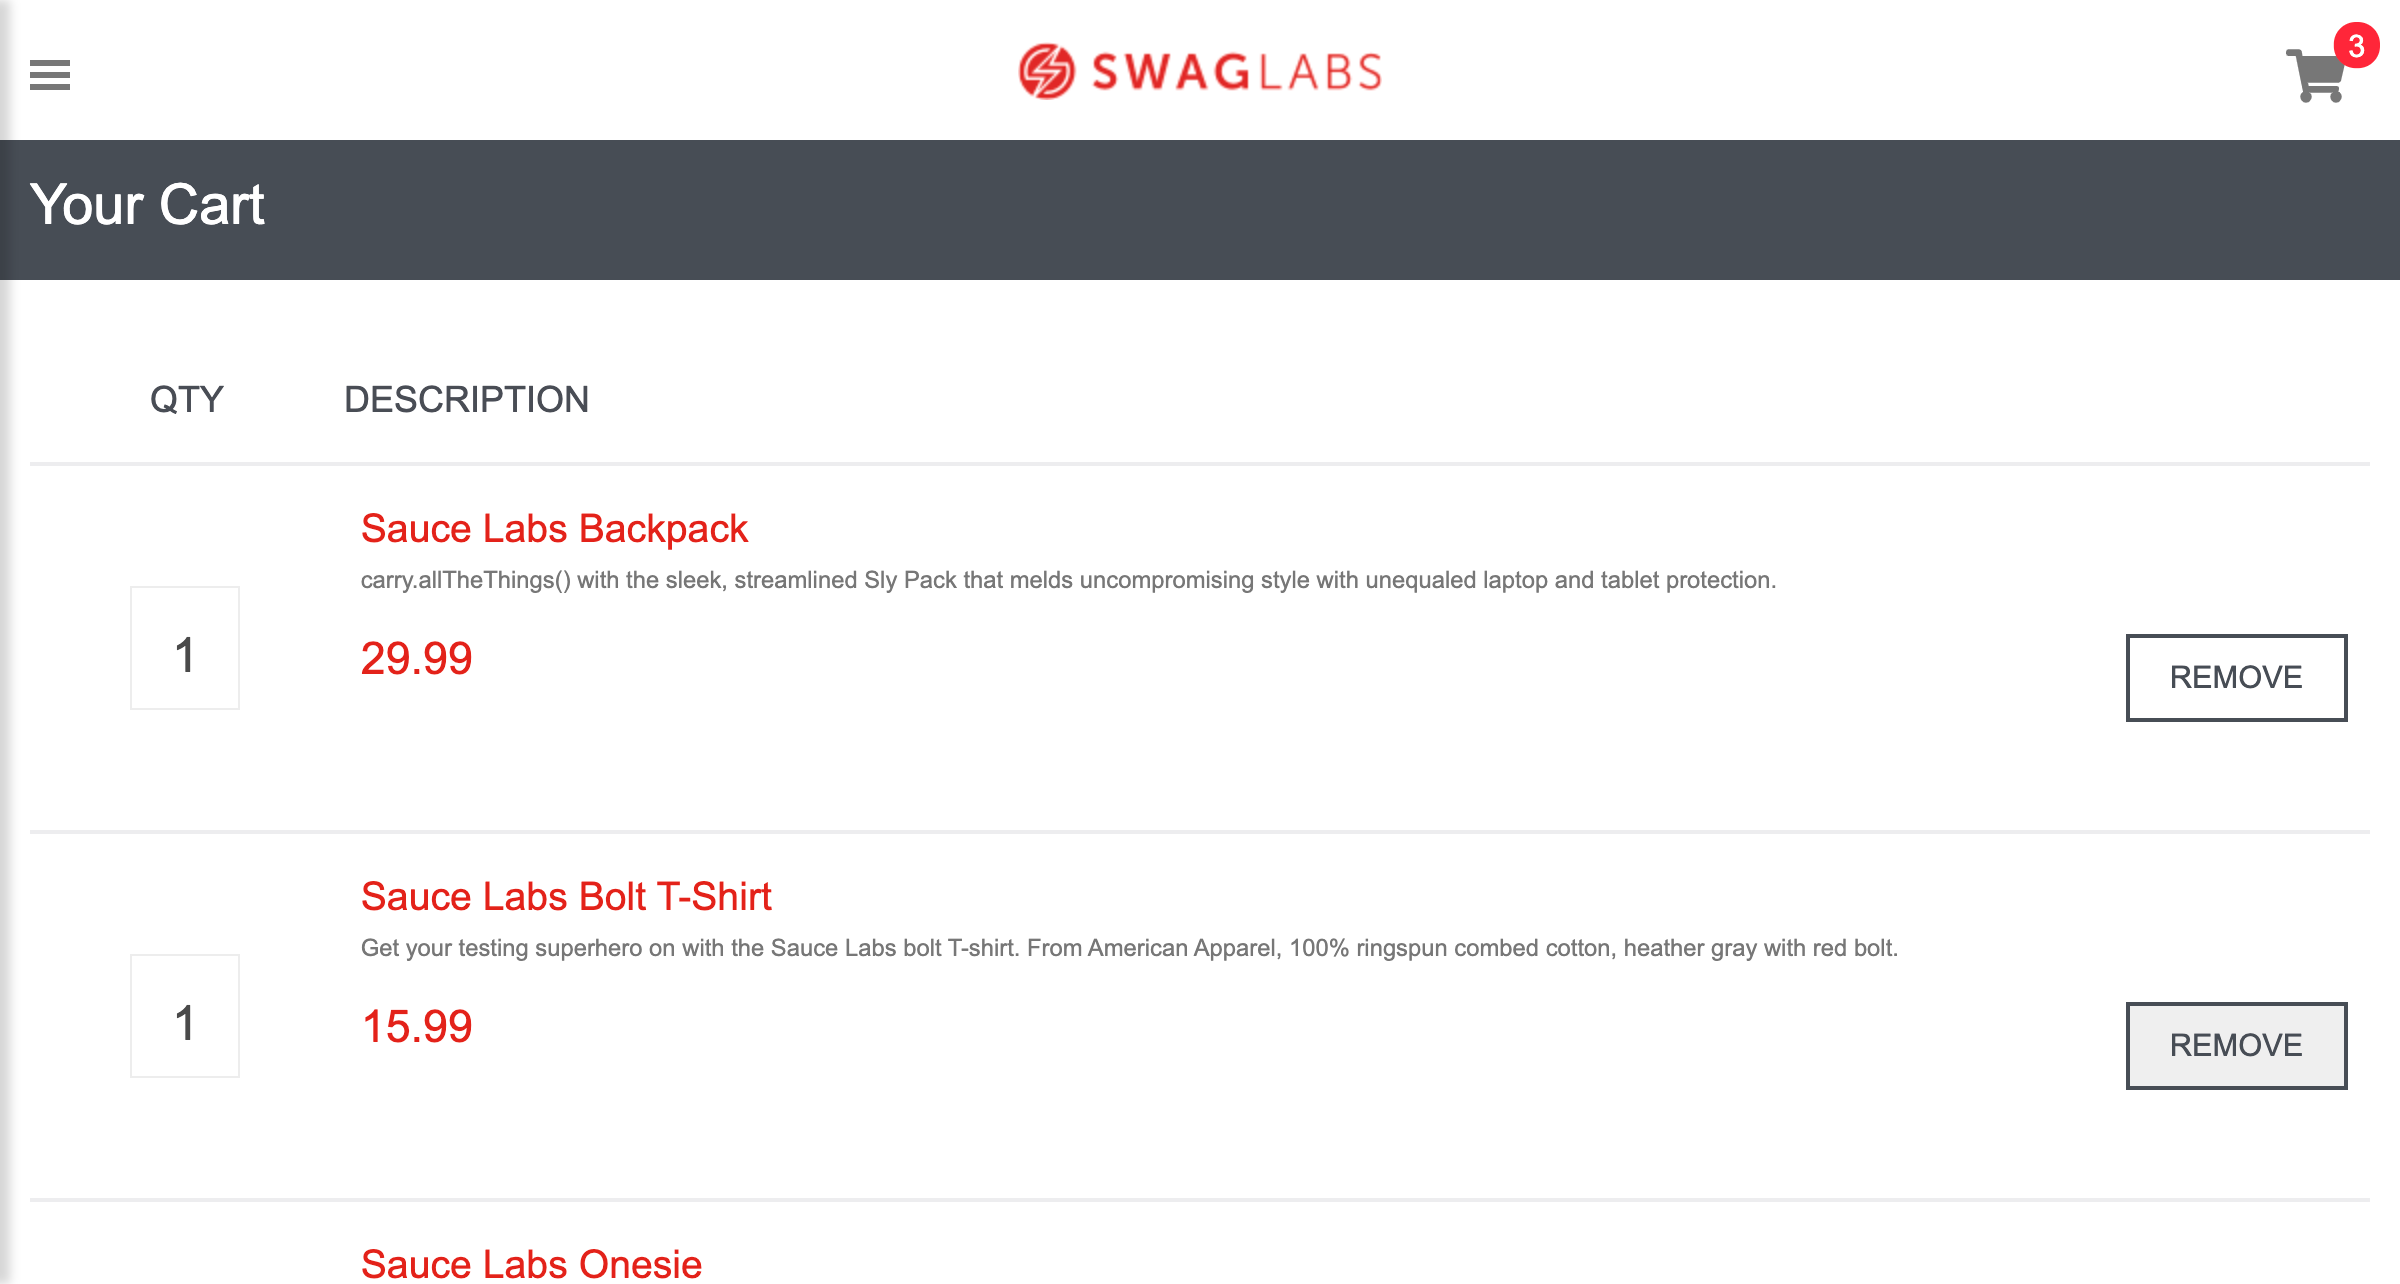 SWAGLABS
3
Your Cart
QTY DESCRIPTION
Sauce Labs Backpack
carry.allTheThings() with the sleek, streamlined Sly Pack that melds uncompromising style with unequaled laptop and tablet protection.
1
29.99
REMOVE
Sauce Labs Bolt T-Shirt
Get your testing superhero on with the Sauce Labs bolt T-shirt. From American Apparel, 100% ringspun combed cotton, heather gray with red bolt.
1
15.99
REMOVE
Sauce Labs Onesie